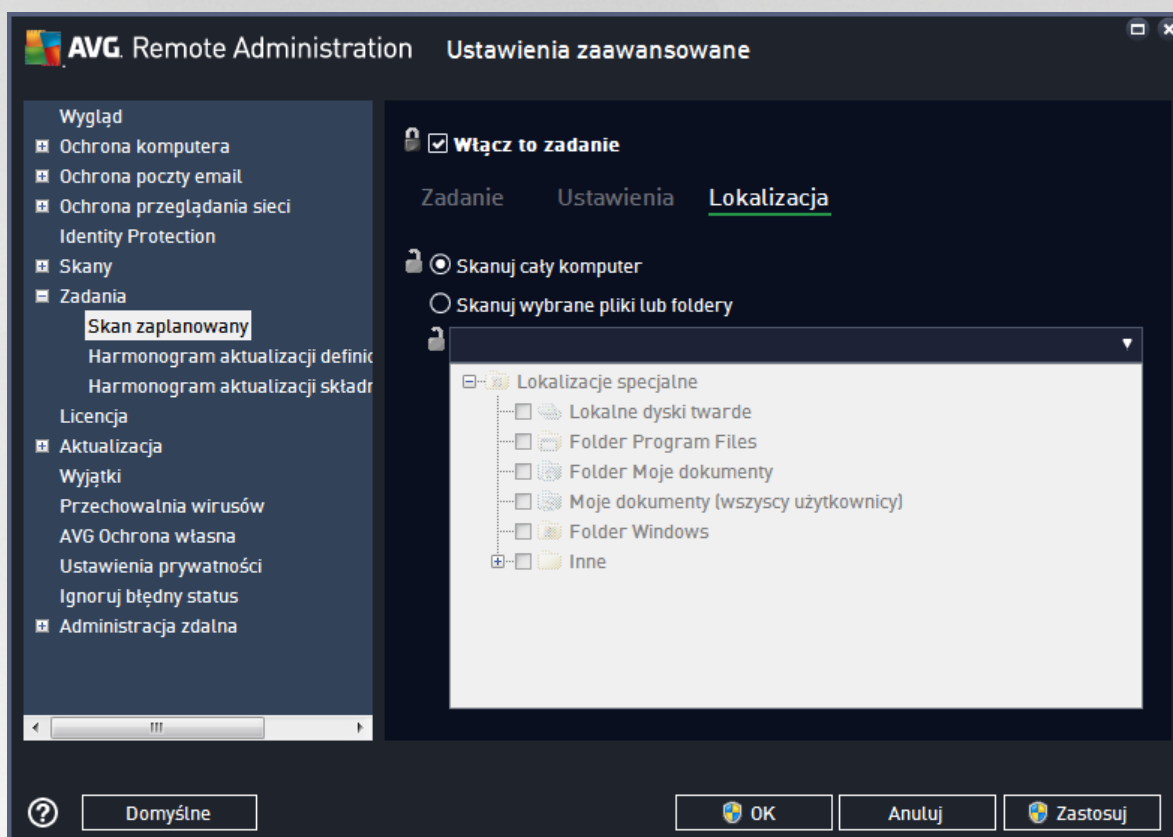 AVG. Remote Administration Ustawienia zaawansowane
Wygląd
Ochrona komputera
Ochrona poczty email
Ochrona przeglądania sieci
Identity Protection
Skany
Zadania
Skan zaplanowany
Harmonogram aktualizacji definic
Harmonogram aktualizacji składn
Licencja
Aktualizacja
Wyjątki
Przechowalnia wirusów
AVG Ochrona własna
Ustawienia prywatności
Ignoruj błędny status
Administracja zdalna
Włącz to zadanie
Zadanie Ustawienia Lokalizacja
Skanuj cały komputer
Skanuj wybrane pliki lub foldery
Lokalizacje specjalne
Lokalne dyski twarde
Folder Program Files
Folder Moje dokumenty
Moje dokumenty (wszyscy użytkownicy)
Folder Windows
Inne
Domyślne OK Anuluj Zastosuj